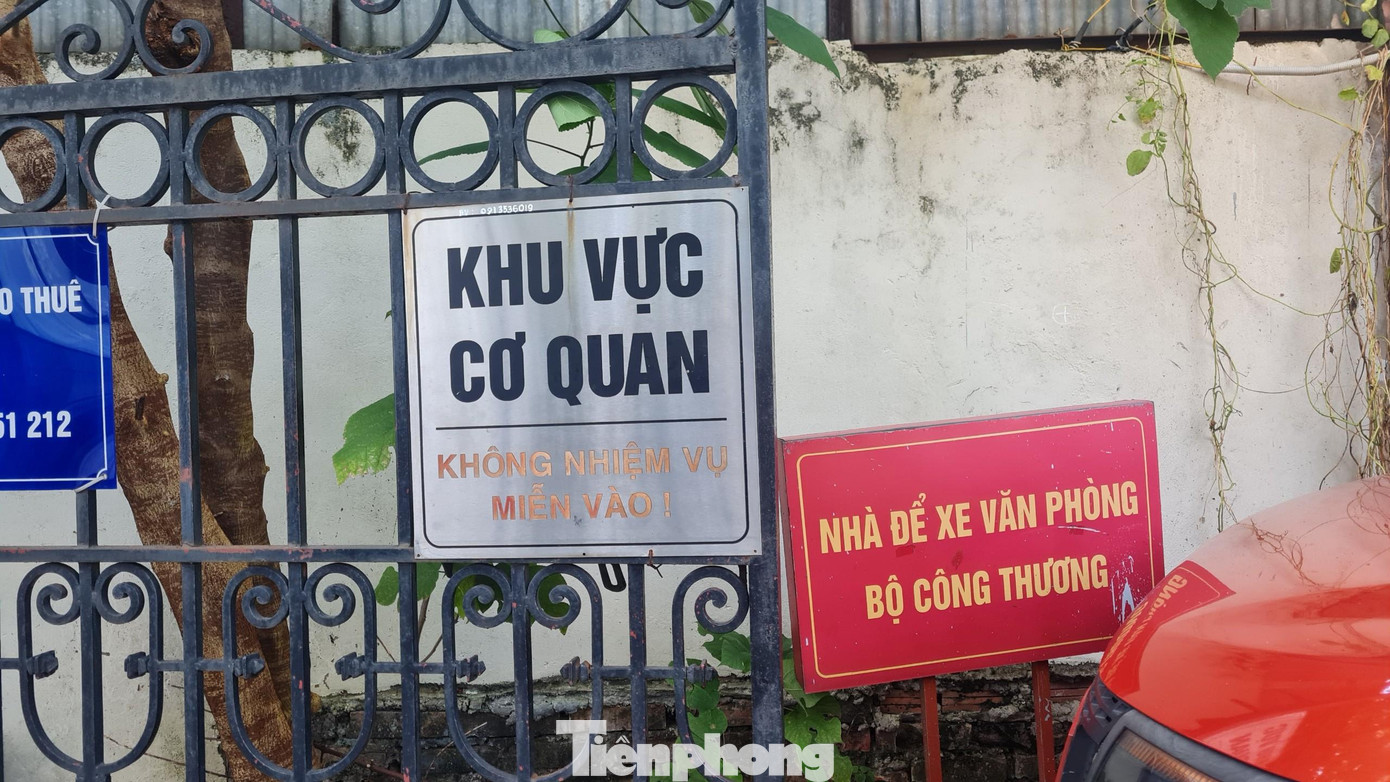 O THUÊ
51 212
0913536019
KHU VỰC
CƠ QUAN
KHÔNG NHIỆM VỤ
MIỄN VÀO !
NHÀ ĐỂ XE VĂN PHÒNG
BỘ CÔNG THƯƠNG
Tiền phong